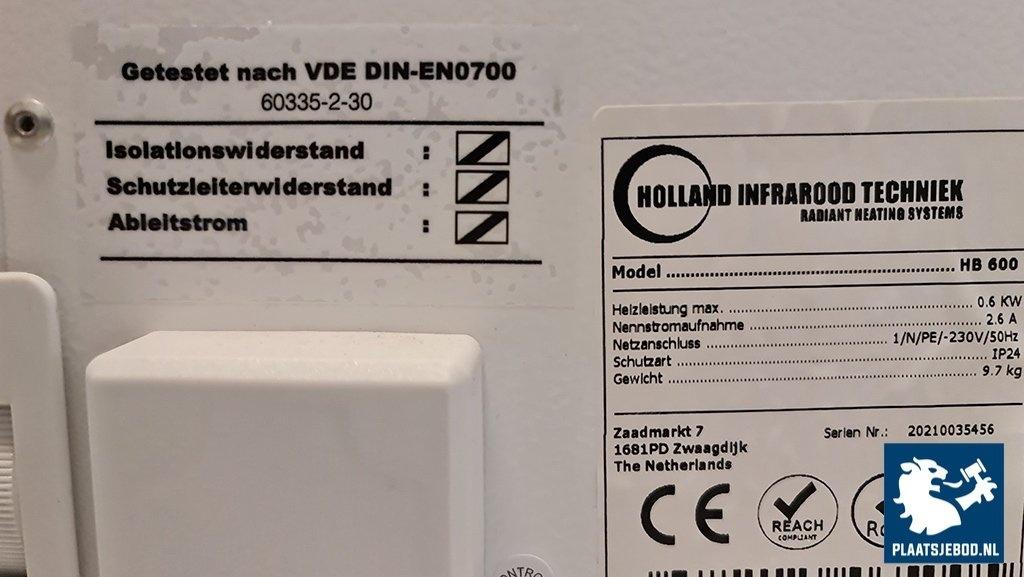 Getestet nach VDE DIN-EN0700
60335-2-30
Isolationswiderstand :
Schutzleiterwiderstand :
Ableitstrom :
HOLLAND INFRAROOD TECHNIEK
RADIANT HEATING SYSTEMS
Model ........ HB 600
Heizleistung max. ........ 0.6 KW
Nennstromaufnahme ........ 2.6 A
Netzanschluss ........ 1/N/PE/-230V/50Hz
Schutzart ........ IP24
Gewicht ........ 9.7 kg
Zaadmarkt 7
Serien Nr.: 20210035456
1681PD Zwaagdijk
The Netherlands
CE
REACH
COMPLIANT
PLAATSJEBOD.NL